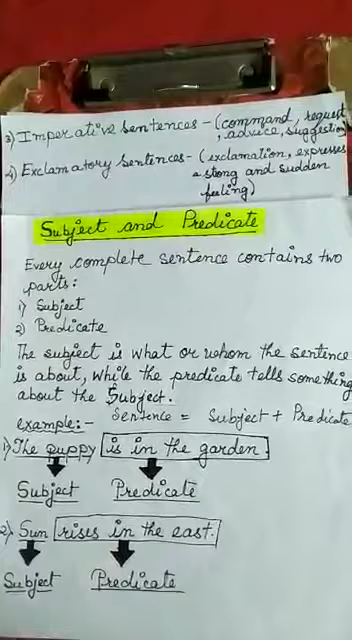 3) Imperative sentences - (command, request
, advice, suggestion)
4) Exclamatory sentences - (exclamation, expresses
a stong and sudden
feeling)
Subject and Predicate
Every complete sentence contains two
parts:
1) Subject
2) Predicate
The subject is what or whom the sentence
is about, while the predicate tells something
about the Subject.
Sentence = Subject + Predicate
example:-
1) The puppy is in the garden.
Subject Predicate
2) Sun rises in the east.
Subject Predicate